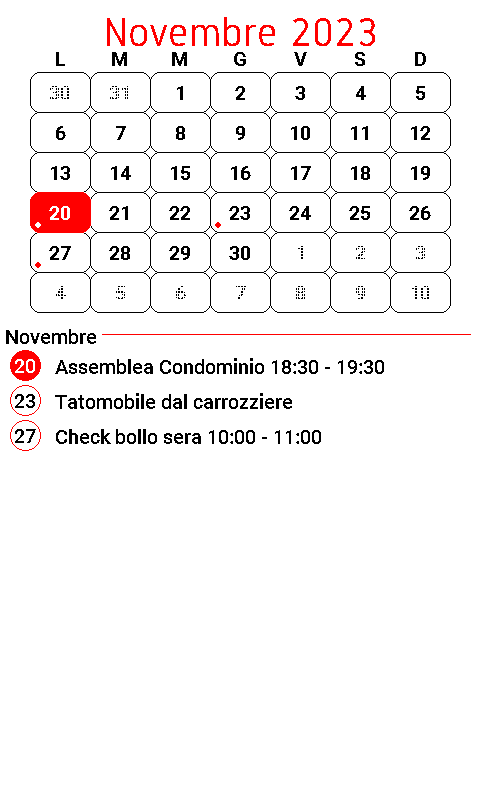 Novembre 2023
L M M G V S D
30 31 1 2 3 4 5
6 7 8 9 10 11 12
13 14 15 16 17 18 19
20 21 22 23 24 25 26
27 28 29 30 1 2 3
4 5 6 7 8 9 10
Novembre
20 Assemblea Condominio 18:30 - 19:30
23 Tatomobile dal carrozziere
27 Check bollo sera 10:00 - 11:00